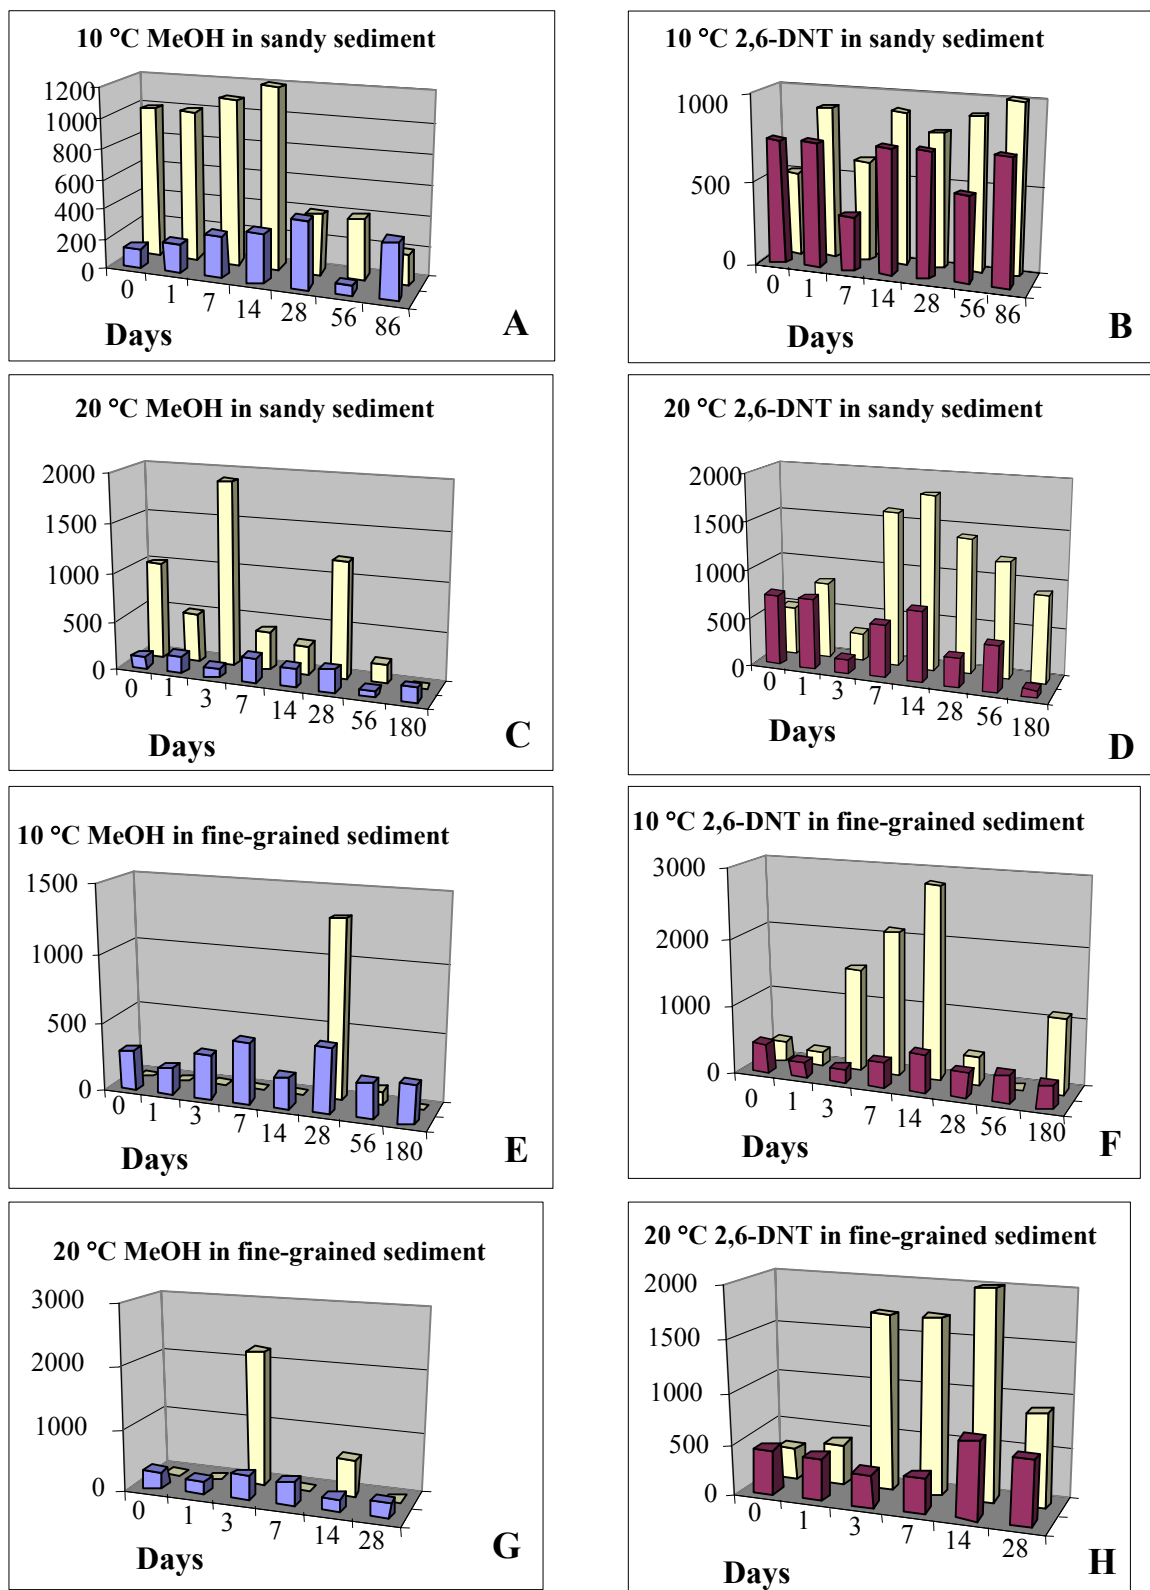 10 °C MeOH in sandy sediment
1200
1000
800
600
400
200
0
0 1 7 14 28 56 86
Days
A
10 °C 2,6-DNT in sandy sediment
1000
500
0
0 1 7 14 28 56 86
Days
B
20 °C MeOH in sandy sediment
2000
1500
1000
500
0
0 1 3 7 14 28 56 180
Days
C
20 °C 2,6-DNT in sandy sediment
2000
1500
1000
500
0
0 1 3 7 14 28 56 180
Days
D
10 °C MeOH in fine-grained sediment
1500
1000
500
0
0 1 3 7 14 28 56 180
Days
E
10 °C 2,6-DNT in fine-grained sediment
3000
2000
1000
0
0 1 3 7 14 28 56 180
Days
F
20 °C MeOH in fine-grained sediment
3000
2000
1000
0
0 1 3 7 14 28
Days
G
20 °C 2,6-DNT in fine-grained sediment
2000
1500
1000
500
0
0 1 3 7 14 28
Days
H